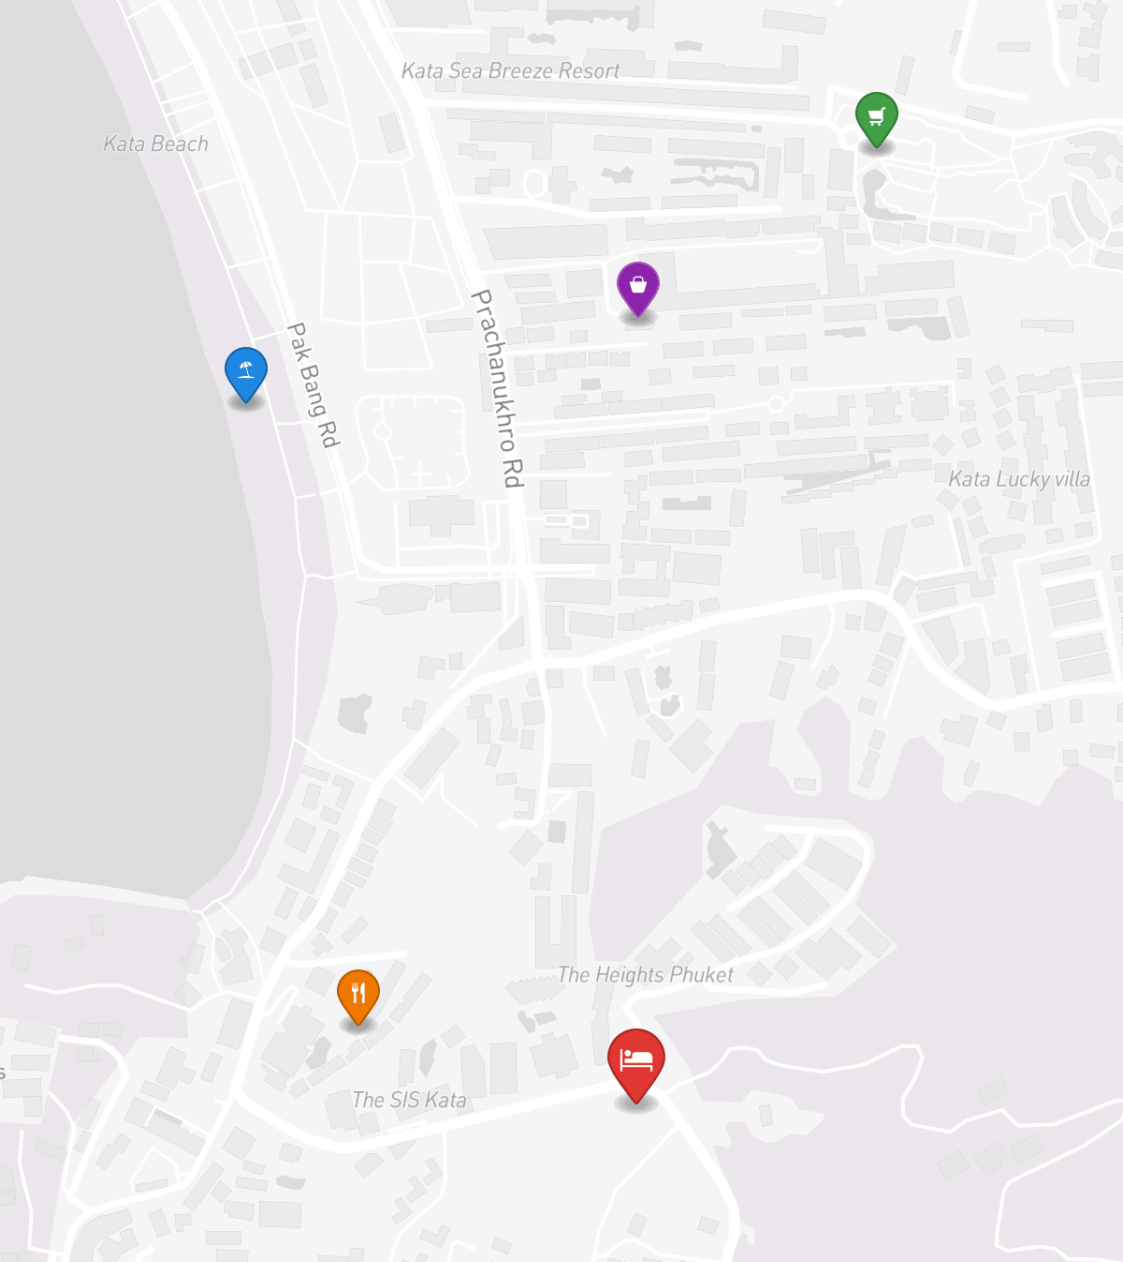 Kata Sea Breeze Resort
Kata Beach
Prachanukhro Rd
Pak Bang Rd
Kata Lucky villa
The Heights Phuket
The SIS Kata
s